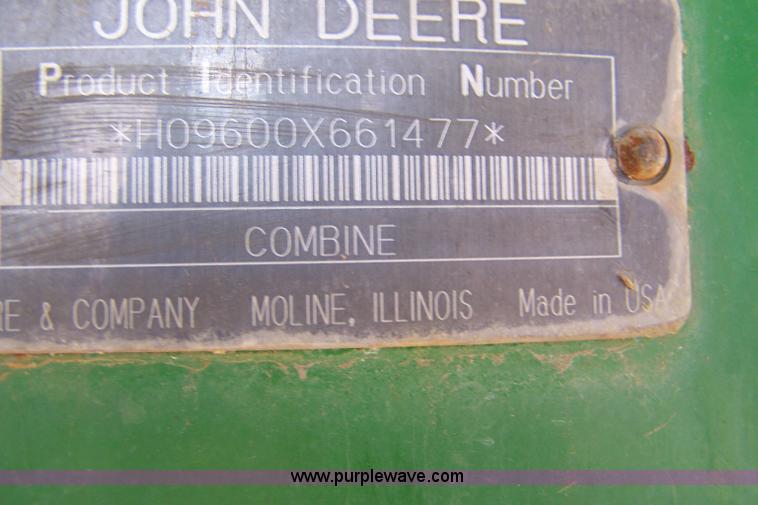 JOHN DEERE
Product Identification Number
*H09600X661477*
COMBINE
RE & COMPANY MOLINE, ILLINOIS Made in USA
www.purplewave.com